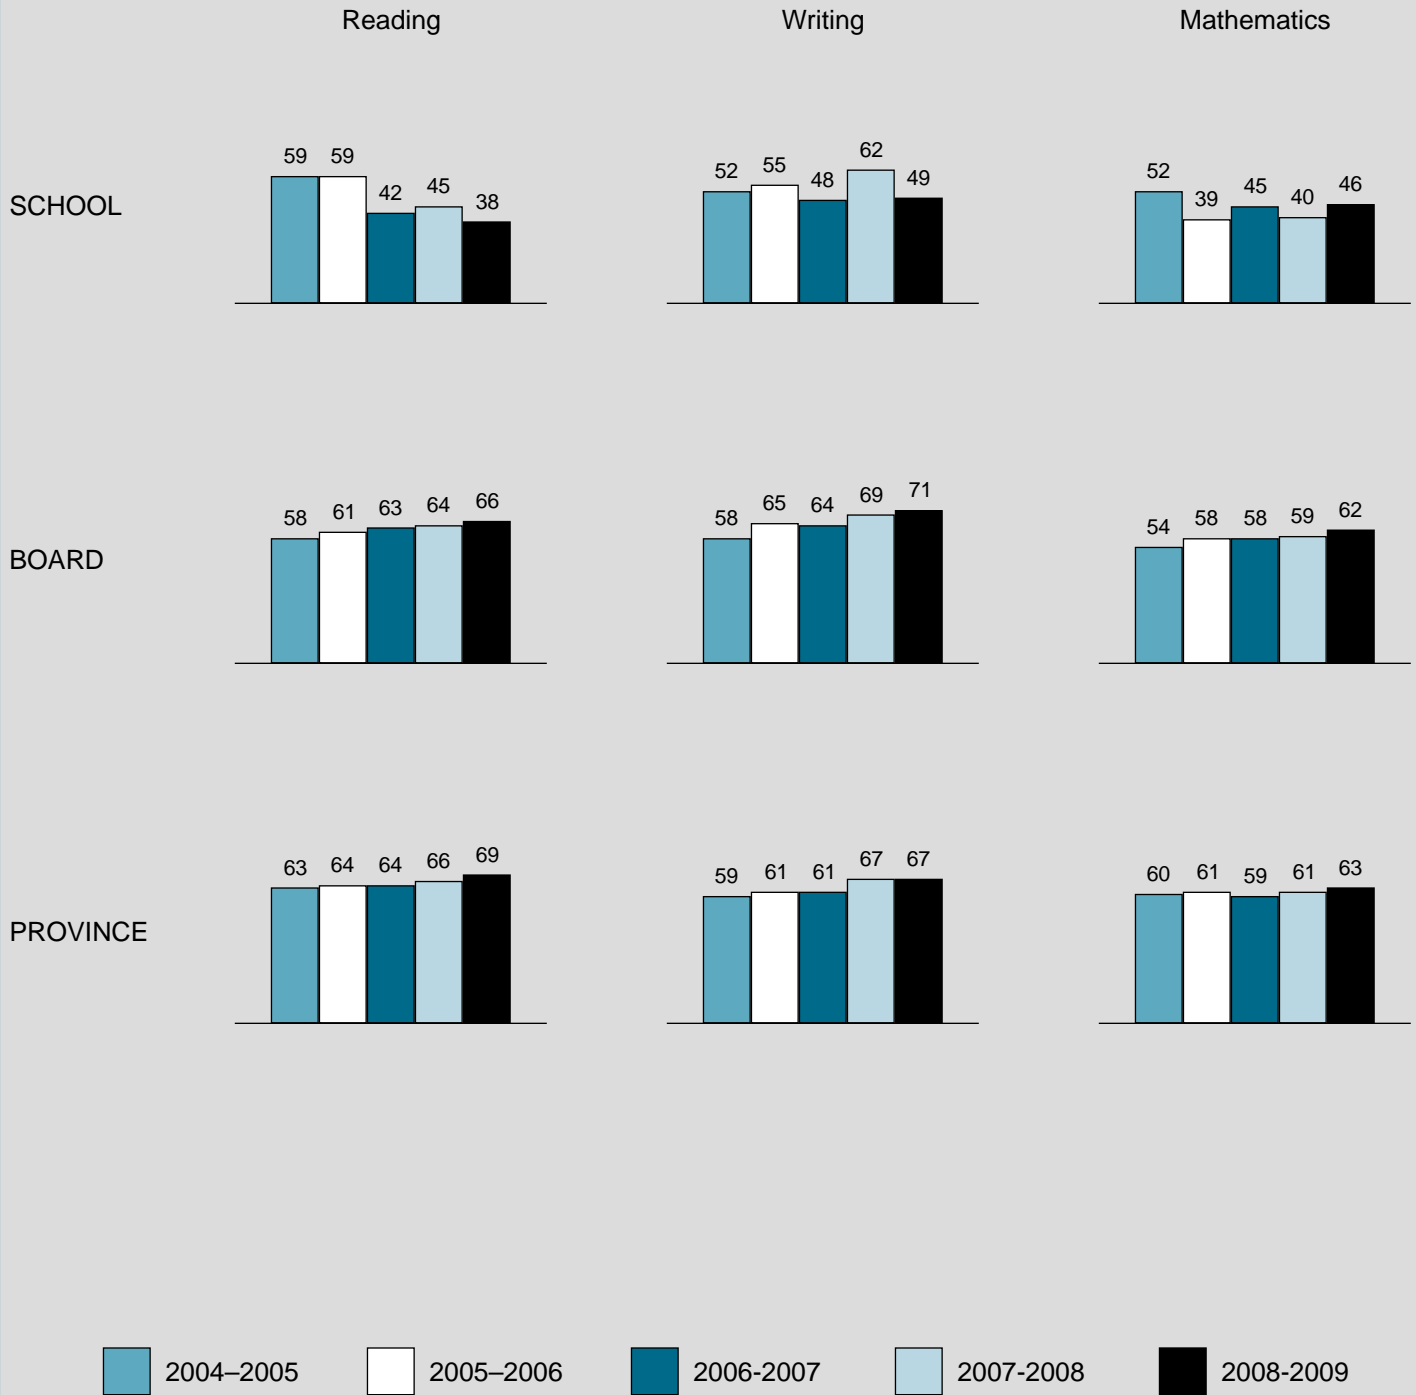 Reading Writing Mathematics
59 59 42 45 38
52 55 48 62 49
52 39 45 40 46
SCHOOL
58 61 63 64 66
58 65 64 69 71
54 58 58 59 62
BOARD
63 64 64 66 69
59 61 61 67 67
60 61 59 61 63
PROVINCE
2004–2005 2005–2006 2006-2007 2007-2008 2008-2009